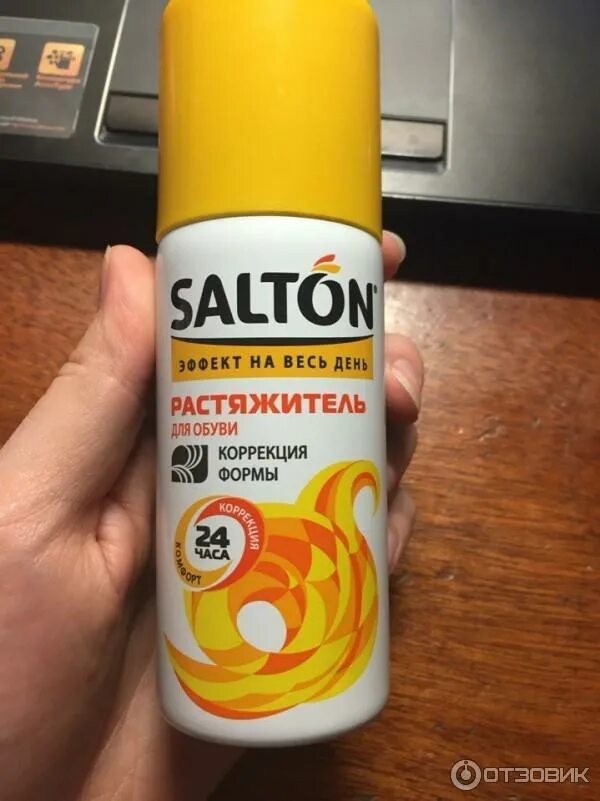 SALTON
ЭФФЕКТ НА ВЕСЬ ДЕНЬ
РАСТЯЖИТЕЛЬ
ДЛЯ ОБУВИ
КОРРЕКЦИЯ
ФОРМЫ
КОРРЕКЦИЯ
24
ЧАСА
КОМФОРТ
ОТЗОВИК